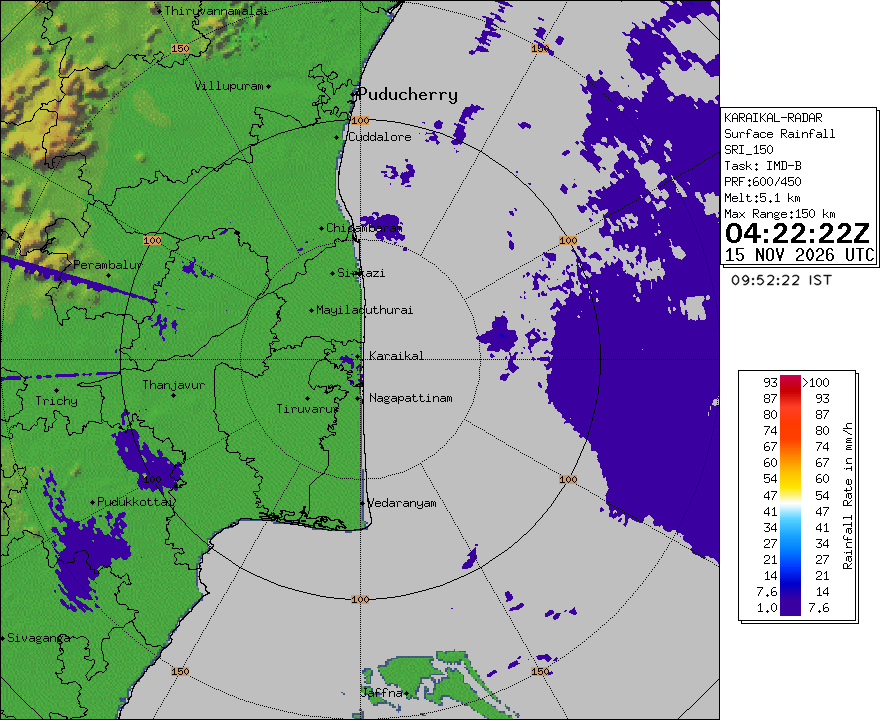 Thiruvannamalai
150
150
Villupuram
Puducherry
100
Cuddalore
Chidambaram
100
100
Perambalur
Sirkazi
Mayiladuthurai
Karaikal
Thanjavur
Trichy
Tiruvarur
Nagapattinam
100
100
Pudukkottai
Vedaranyam
100
Sivaganga
150
150
Jaffna
KARAIKAL-RADAR
Surface Rainfall
SRI_150
Task: IMD-B
PRF:600/450
Melt:5.1 km
Max Range:150 km
04:22:22Z
15 NOV 2026 UTC
09:52:22 IST
93 >100
87 93
80 87
74 80
67 74
60 67
54 60
47 54
41 47
34 41
27 34
21 27
14 21
7.6 14
1.0 7.6
Rainfall Rate in mm/h